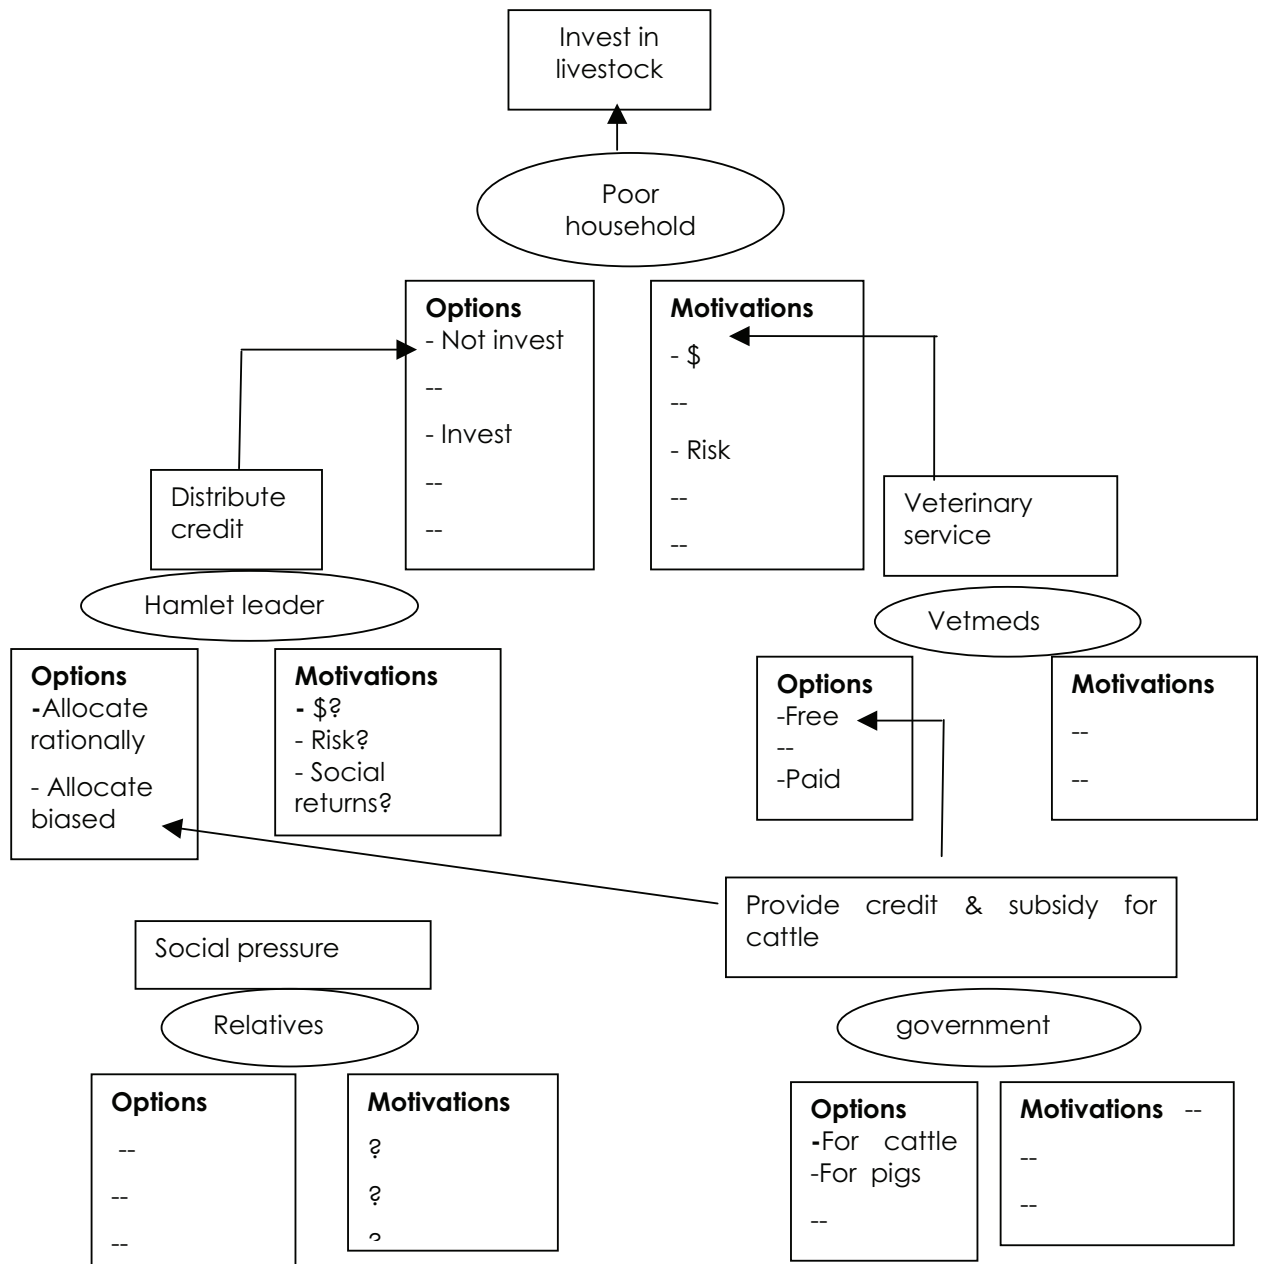 Invest in
livestock
Poor
household
Options
- Not invest
--
- Invest
--
--
Motivations
- $
--
- Risk
--
--
Distribute
credit
Veterinary
service
Hamlet leader
Vetmeds
Options
-Allocate
rationally
- Allocate
biased
Motivations
- $?
- Risk?
- Social
returns?
Options
-Free
--
-Paid
Motivations
--
--
Provide credit & subsidy for
cattle
Social pressure
Relatives
government
Options
--
--
--
Motivations
?
?
?
Options
-For cattle
-For pigs
--
Motivations --
--
--